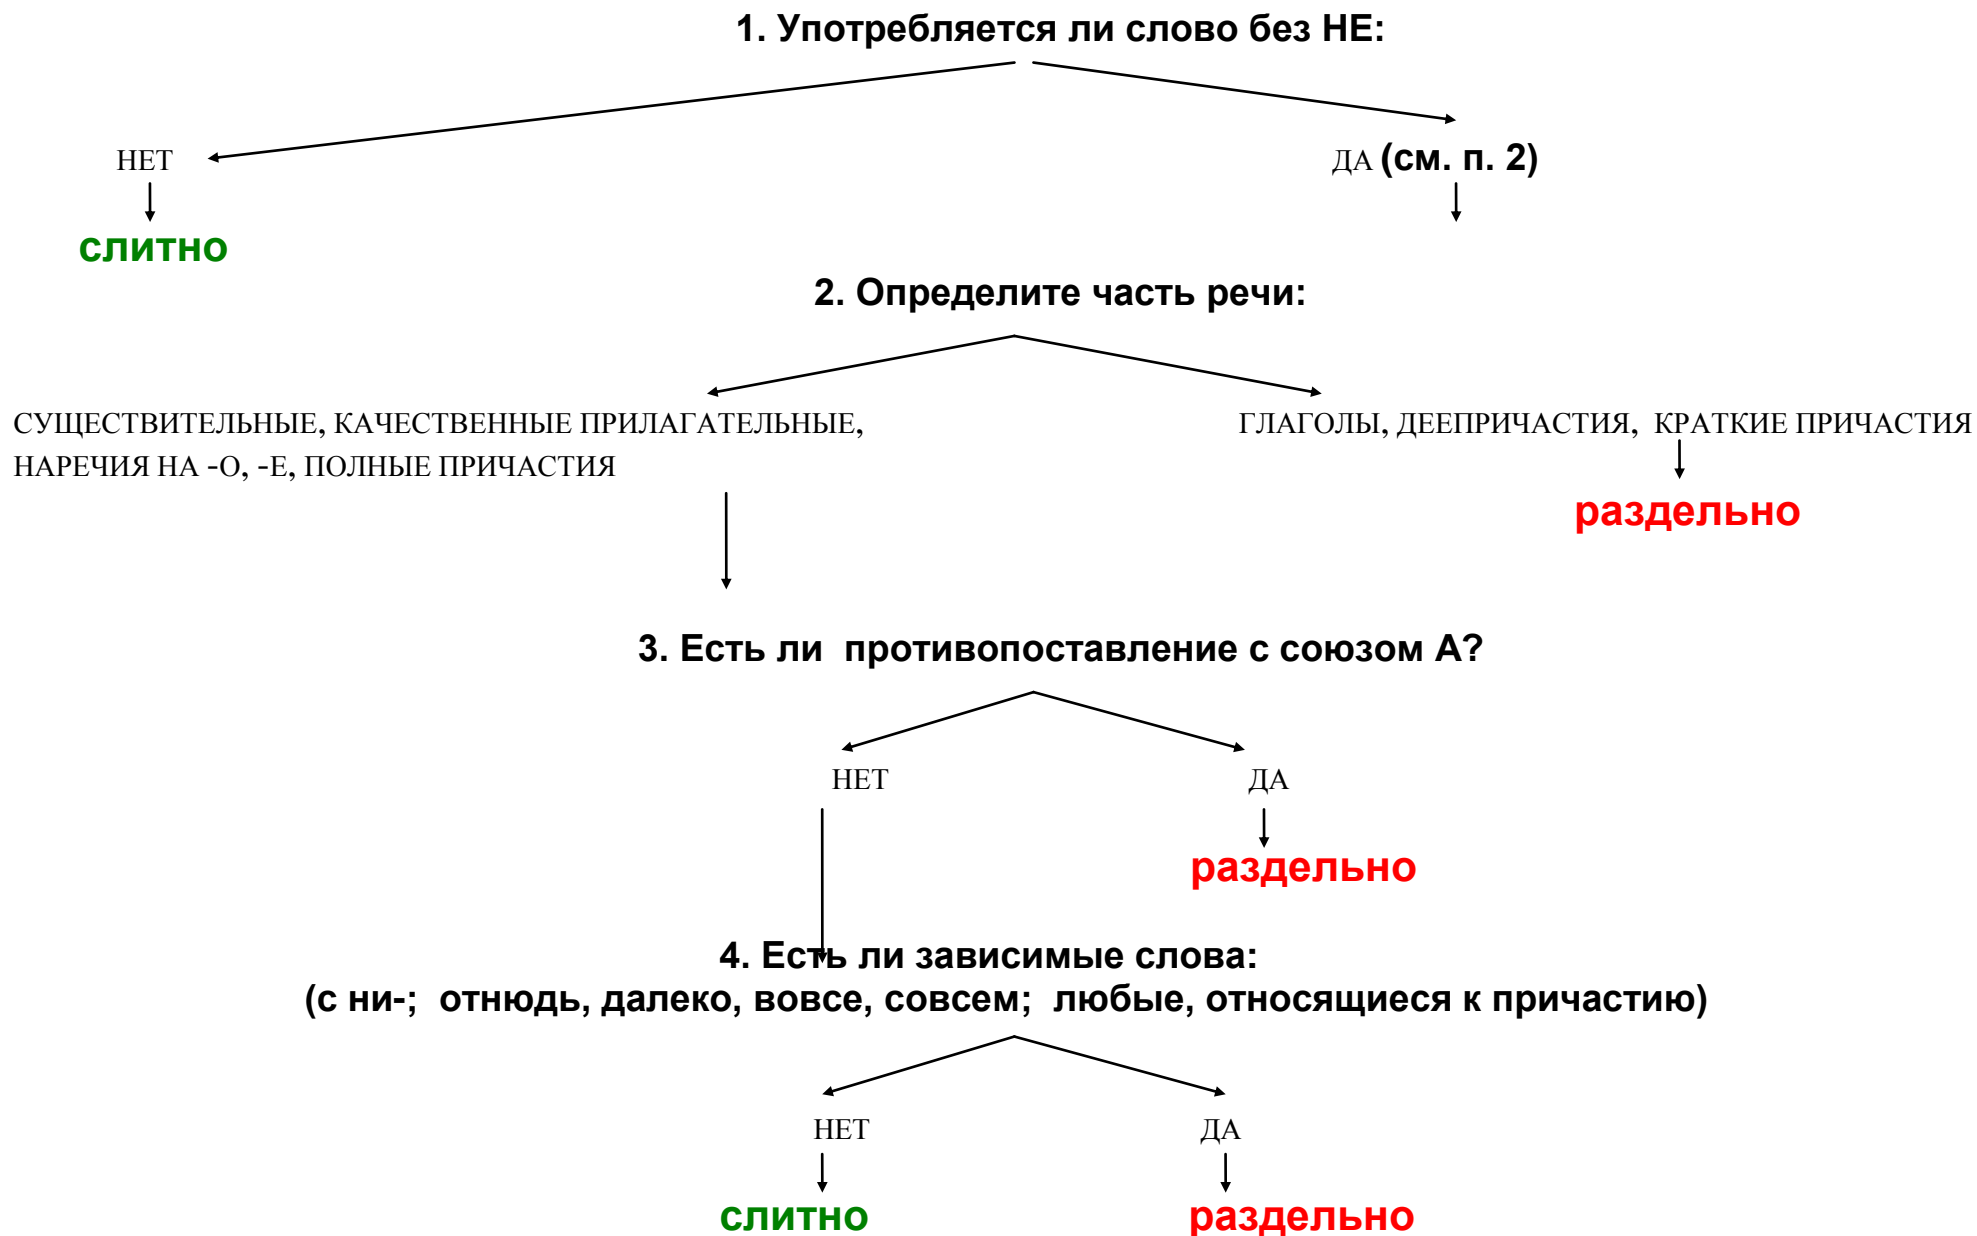 1. Употребляется ли слово без НЕ:
НЕТ
ДА (см. п. 2)
слитно
2. Определите часть речи:
СУЩЕСТВИТЕЛЬНЫЕ, КАЧЕСТВЕННЫЕ ПРИЛАГАТЕЛЬНЫЕ,
НАРЕЧИЯ НА -О, -Е, ПОЛНЫЕ ПРИЧАСТИЯ
ГЛАГОЛЫ, ДЕЕПРИЧАСТИЯ, КРАТКИЕ ПРИЧАСТИЯ
раздельно
3. Есть ли противопоставление с союзом А?
НЕТ
ДА
раздельно
4. Есть ли зависимые слова:
(с ни-; отнюдь, далеко, вовсе, совсем; любые, относящиеся к причастию)
НЕТ
ДА
слитно
раздельно